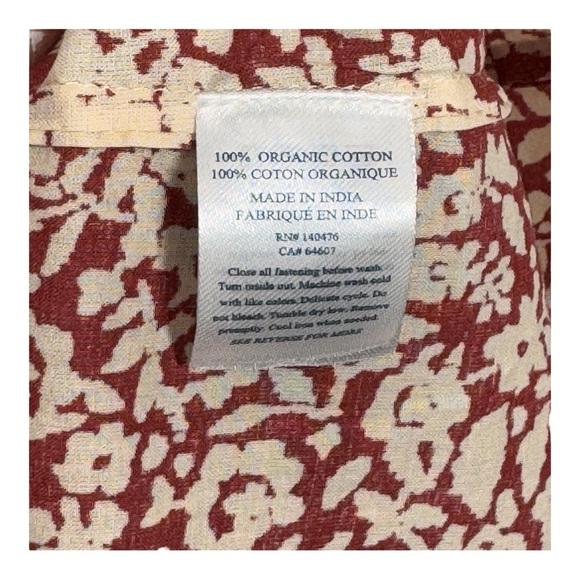 100% ORGANIC COTTON
100% COTON ORGANIQUE
MADE IN INDIA
FABRIQUÉ EN INDE
RN# 140476
CA# 64607
Close all fastening before wash.
Turn inside out. Machine wash cold
with like colors. Delicate cycle. Do
not bleach. Tumble dry low. Remove
promptly. Cool iron when needed.
SEE REVERSE FOR MORE